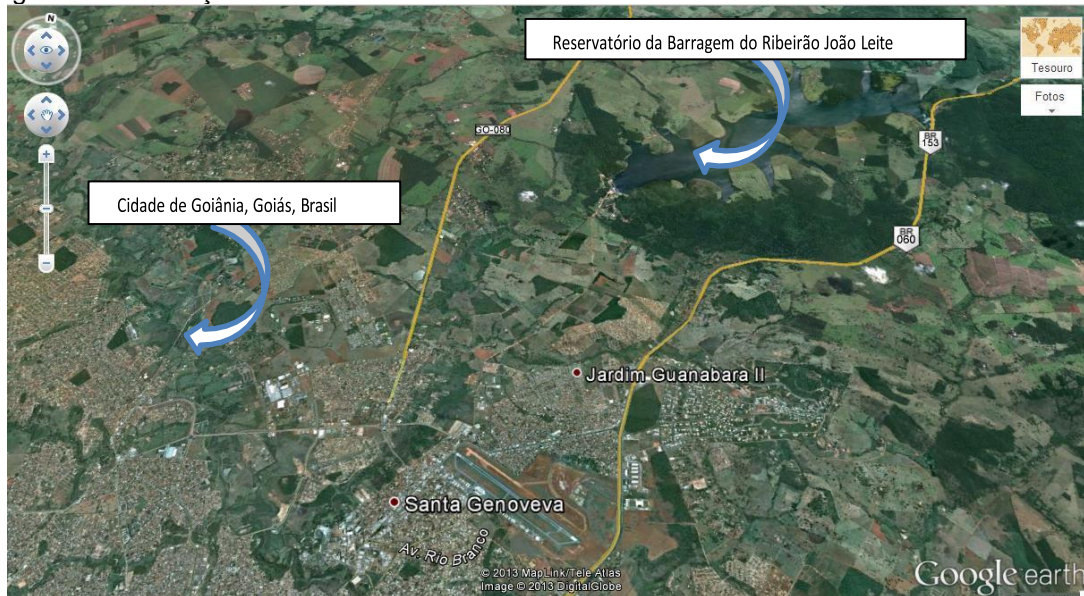 N
Reservatório da Barragem do Ribeirão João Leite
Tesouro
Fotos
GO-080
BR
153
Cidade de Goiânia, Goiás, Brasil
BR
060
Jardim Guanabara II
Santa Genoveva
Av. Rio Branco
© 2013 MapLink/Tele Atlas
Image © 2013 DigitalGlobe
Google earth